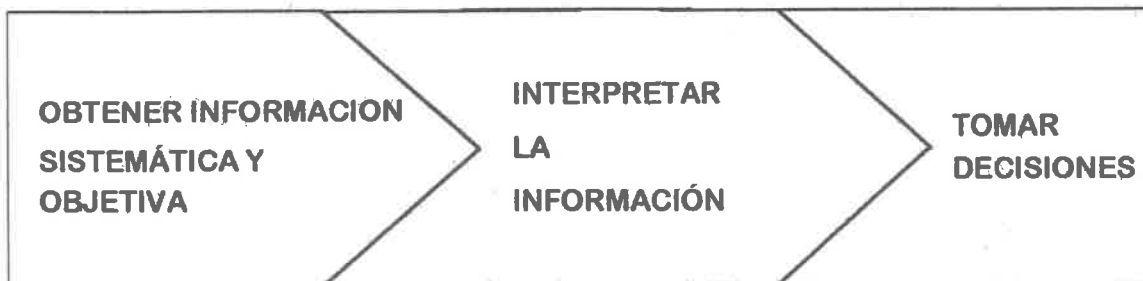 OBTENER INFORMACION
SISTEMÁTICA Y
OBJETIVA
INTERPRETAR
LA
INFORMACIÓN
TOMAR
DECISIONES